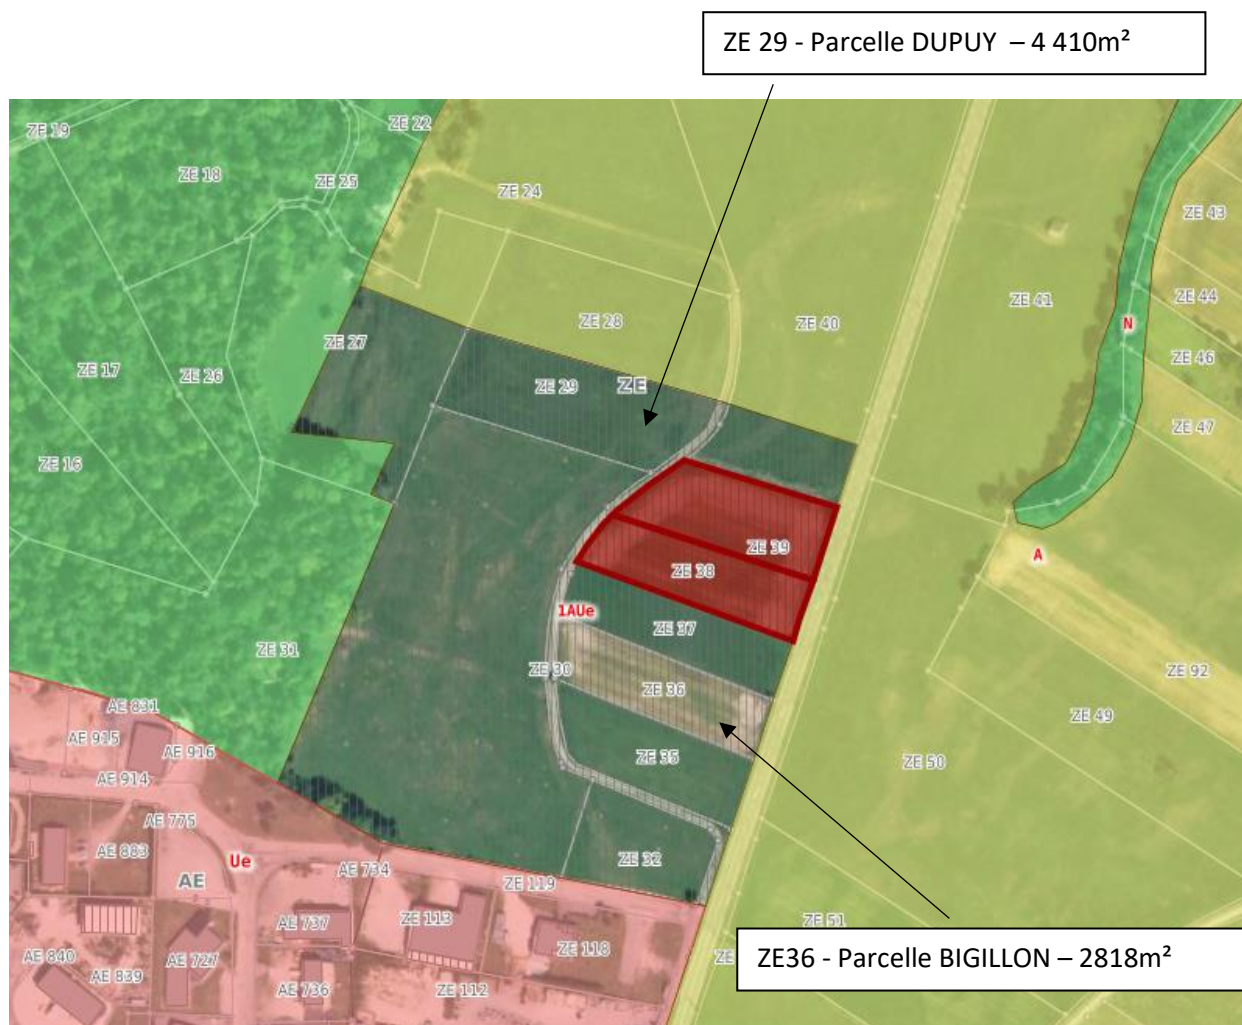 ZE 29 - Parcelle DUPUY – 4 410m²
ZE 19
ZE 22
ZE 18
ZE 25
ZE 24
ZE 43
ZE 44
ZE 41
ZE 28
ZE 40
N
ZE 27
ZE 46
ZE 17
ZE 26
ZE 29
ZE
ZE 47
ZE 16
ZE 39
A
ZE 38
1AUe
ZE 37
ZE 31
ZE 30
ZE 92
ZE 36
AE 831
ZE 49
AE 915
AE 916
ZE 35
ZE 50
AE 914
AE 775
AE 883
Ue
AE 734
ZE 32
AE
ZE 119
AE 737
ZE 113
ZE 51
ZE 118
AE 840
AE 727
ZE
ZE36 - Parcelle BIGILLON – 2818m²
AE 839
AE 736
ZE 112